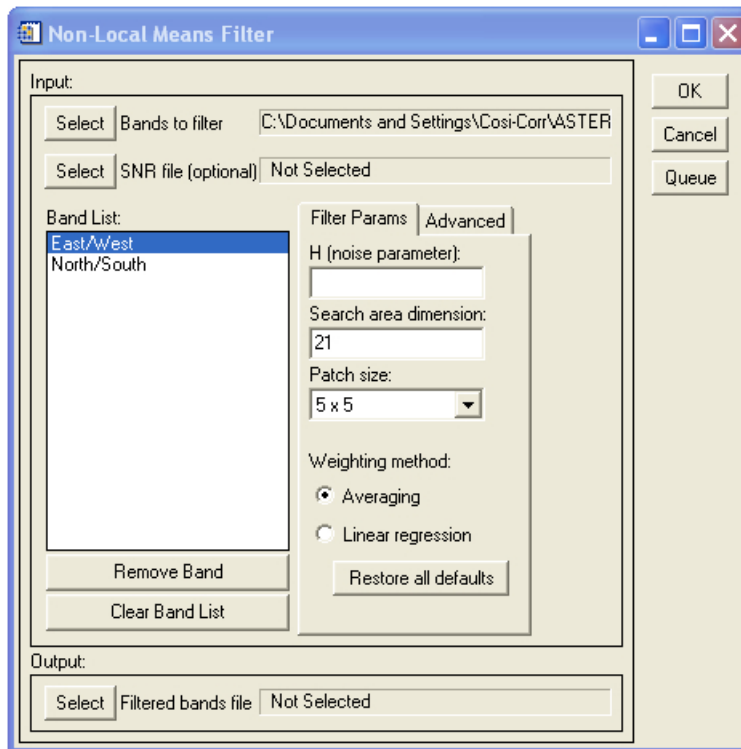 Non-Local Means Filter
Input:
Select Bands to filter C:\Documents and Settings\Cosi-Corr\ASTER
Select SNR file (optional) Not Selected
Band List:
East/West
North/South
Remove Band
Clear Band List
Filter Params Advanced
H (noise parameter):
Search area dimension:
21
Patch size:
5 x 5
Weighting method:
Averaging
Linear regression
Restore all defaults
Output:
Select Filtered bands file Not Selected
OK
Cancel
Queue